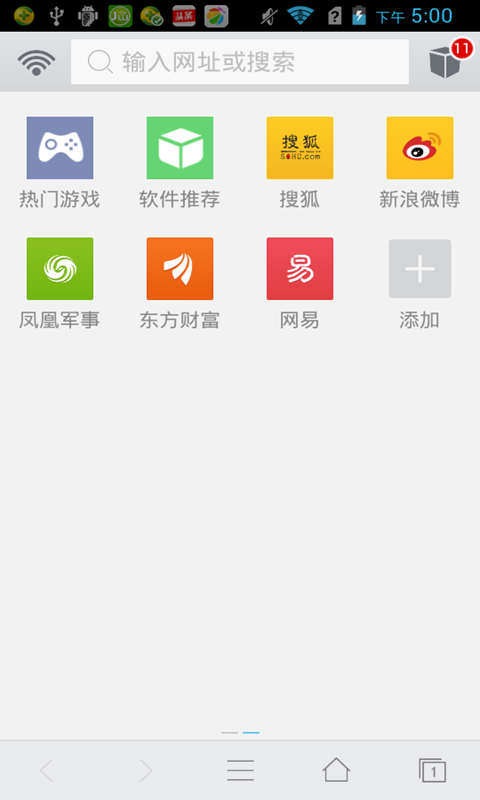 头条
下午 5:00
输入网址或搜索
11
搜狐
SOHU.com
热门游戏 软件推荐 搜狐 新浪微博
易
凤凰军事 东方财富 网易 添加
1